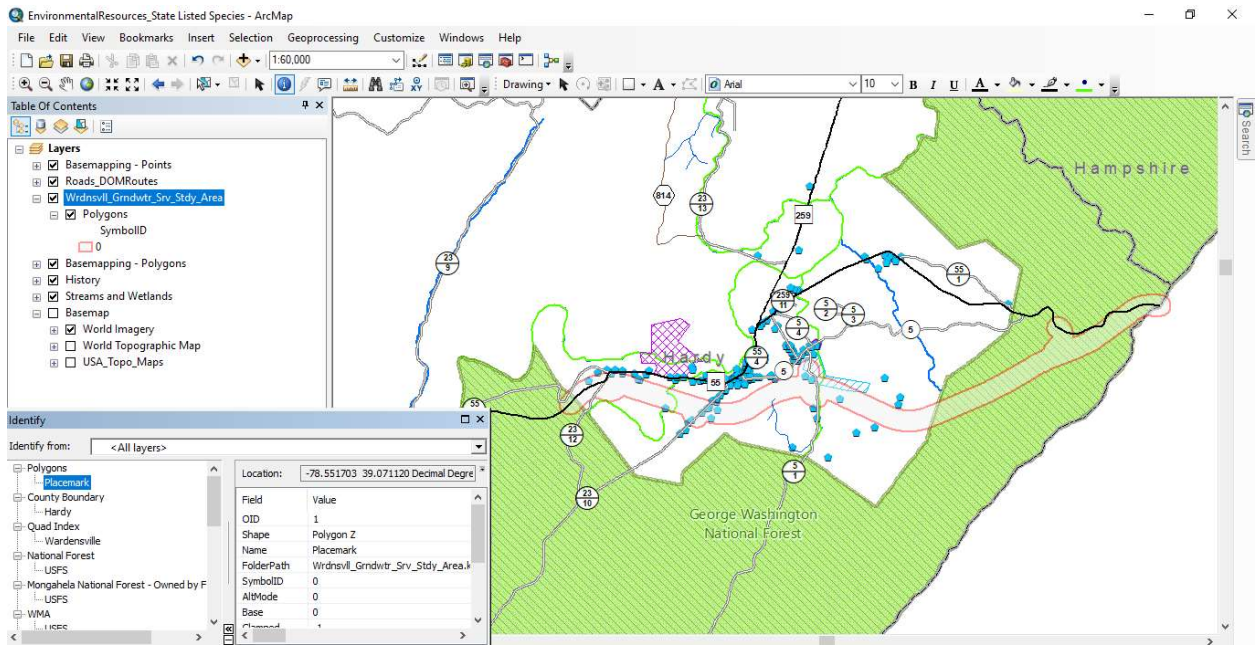 EnvironmentalResources_State Listed Species - ArcMap
File Edit View Bookmarks Insert Selection Geoprocessing Customize Windows Help
1:60,000
Drawing A Arial 10 B I U A
Table Of Contents
Layers
Basemapping - Points
Roads_DOMRoutes
Wrdnsvll_Grndwtr_Srv_Stdy_Area
Polygons
SymbolID
0
Basemapping - Polygons
History
Streams and Wetlands
Basemap
World Imagery
World Topographic Map
USA_Topo_Maps
Search
Hampshire
814
23
13
259
23
9
55
1
259
11
5
2
5
3
5
4
5
Hardy
55
4
5
55
55
23
12
5
1
23
10
George Washington
National Forest
Identify
Identify from: <All layers>
Polygons
Placemark
County Boundary
Hardy
Quad Index
Wardensville
National Forest
USFS
Mongahela National Forest - Owned by F
USFS
WMA
USFS
Location: -78.551703 39.071120 Decimal Degre
Field Value
OID 1
Shape Polygon Z
Name Placemark
FolderPath Wrdnsvll_Grndwtr_Srv_Stdy_Area.k
SymbolID 0
AltMode 0
Base 0
Clamped -1